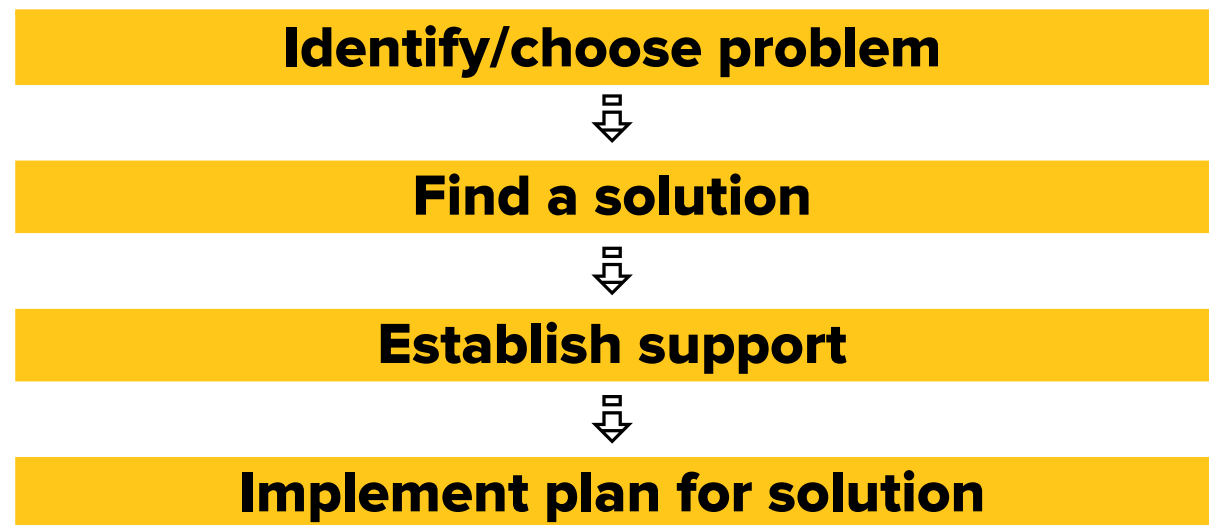 Identify/choose problem
Find a solution
Establish support
Implement plan for solution